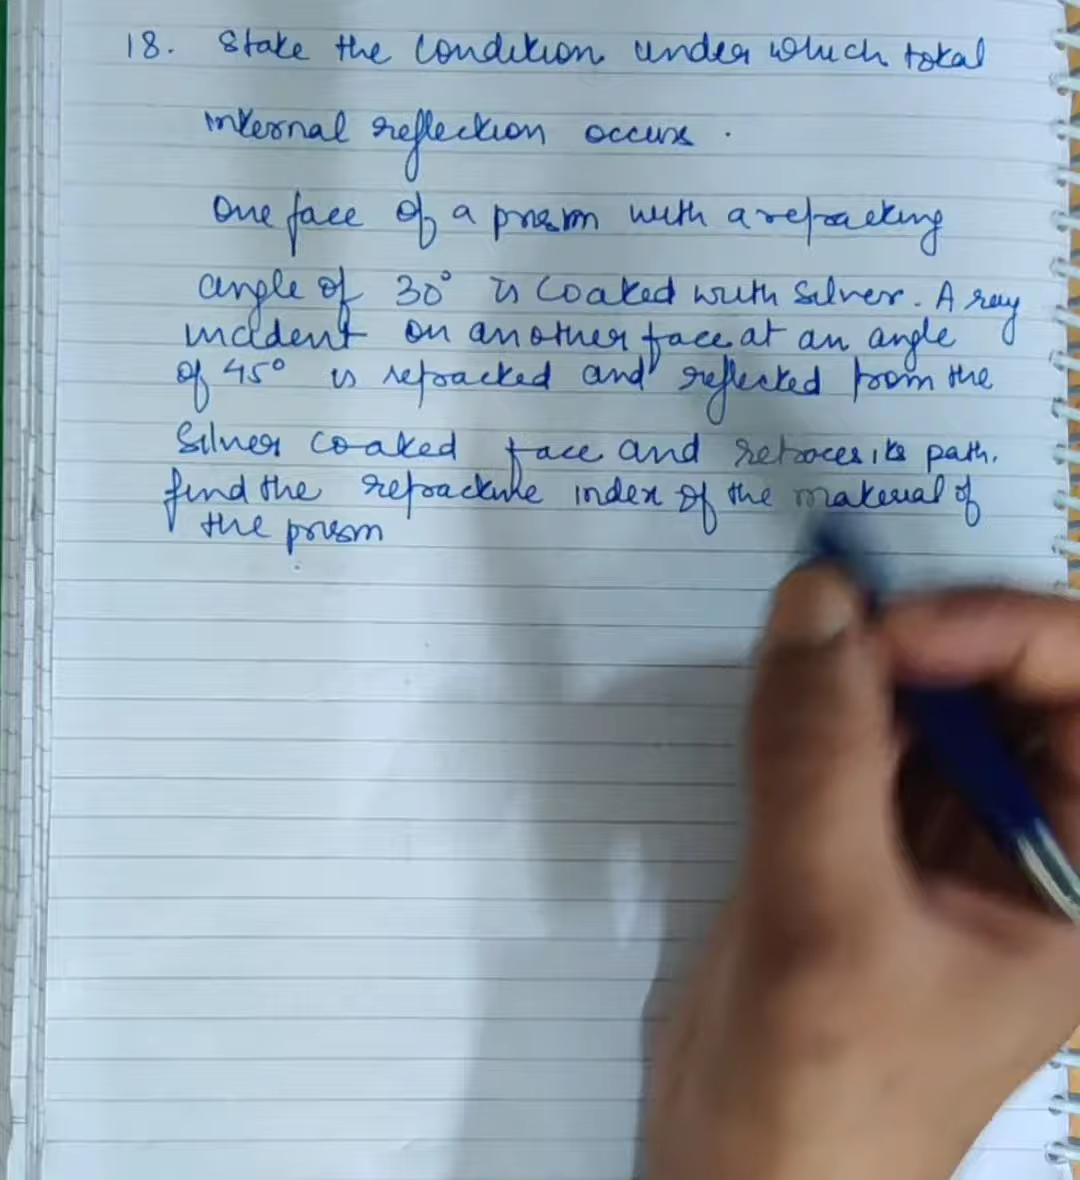 18. State the condition under which total
internal reflection occurs.
One face of a prism with a refracting
angle of 30° is coated with silver. A ray
incident on another face at an angle
of 45° is refracted and reflected from the
silver coated face and retraces its path.
find the refractive index of the material of
the prism